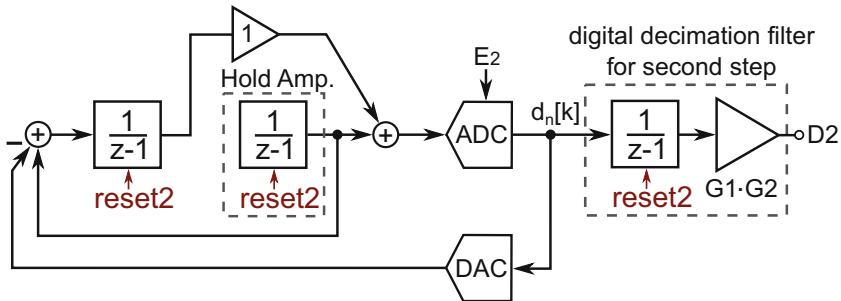 1
Hold Amp.
1
z-1
reset2
1
z-1
reset2
E2
ADC
dn[k]
DAC
digital decimation filter
for second step
1
z-1
reset2
G1·G2
D2